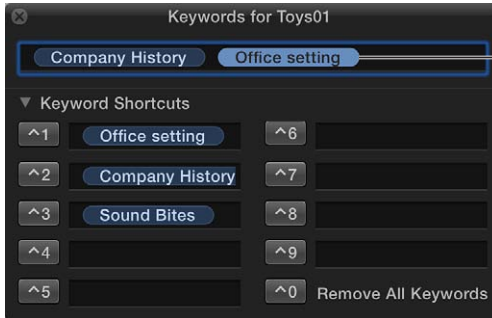 Keywords for Toys01
Company History Office setting
▼ Keyword Shortcuts
^1 Office setting ^6
^2 Company History ^7
^3 Sound Bites ^8
^4 ^9
^5 ^0 Remove All Keywords